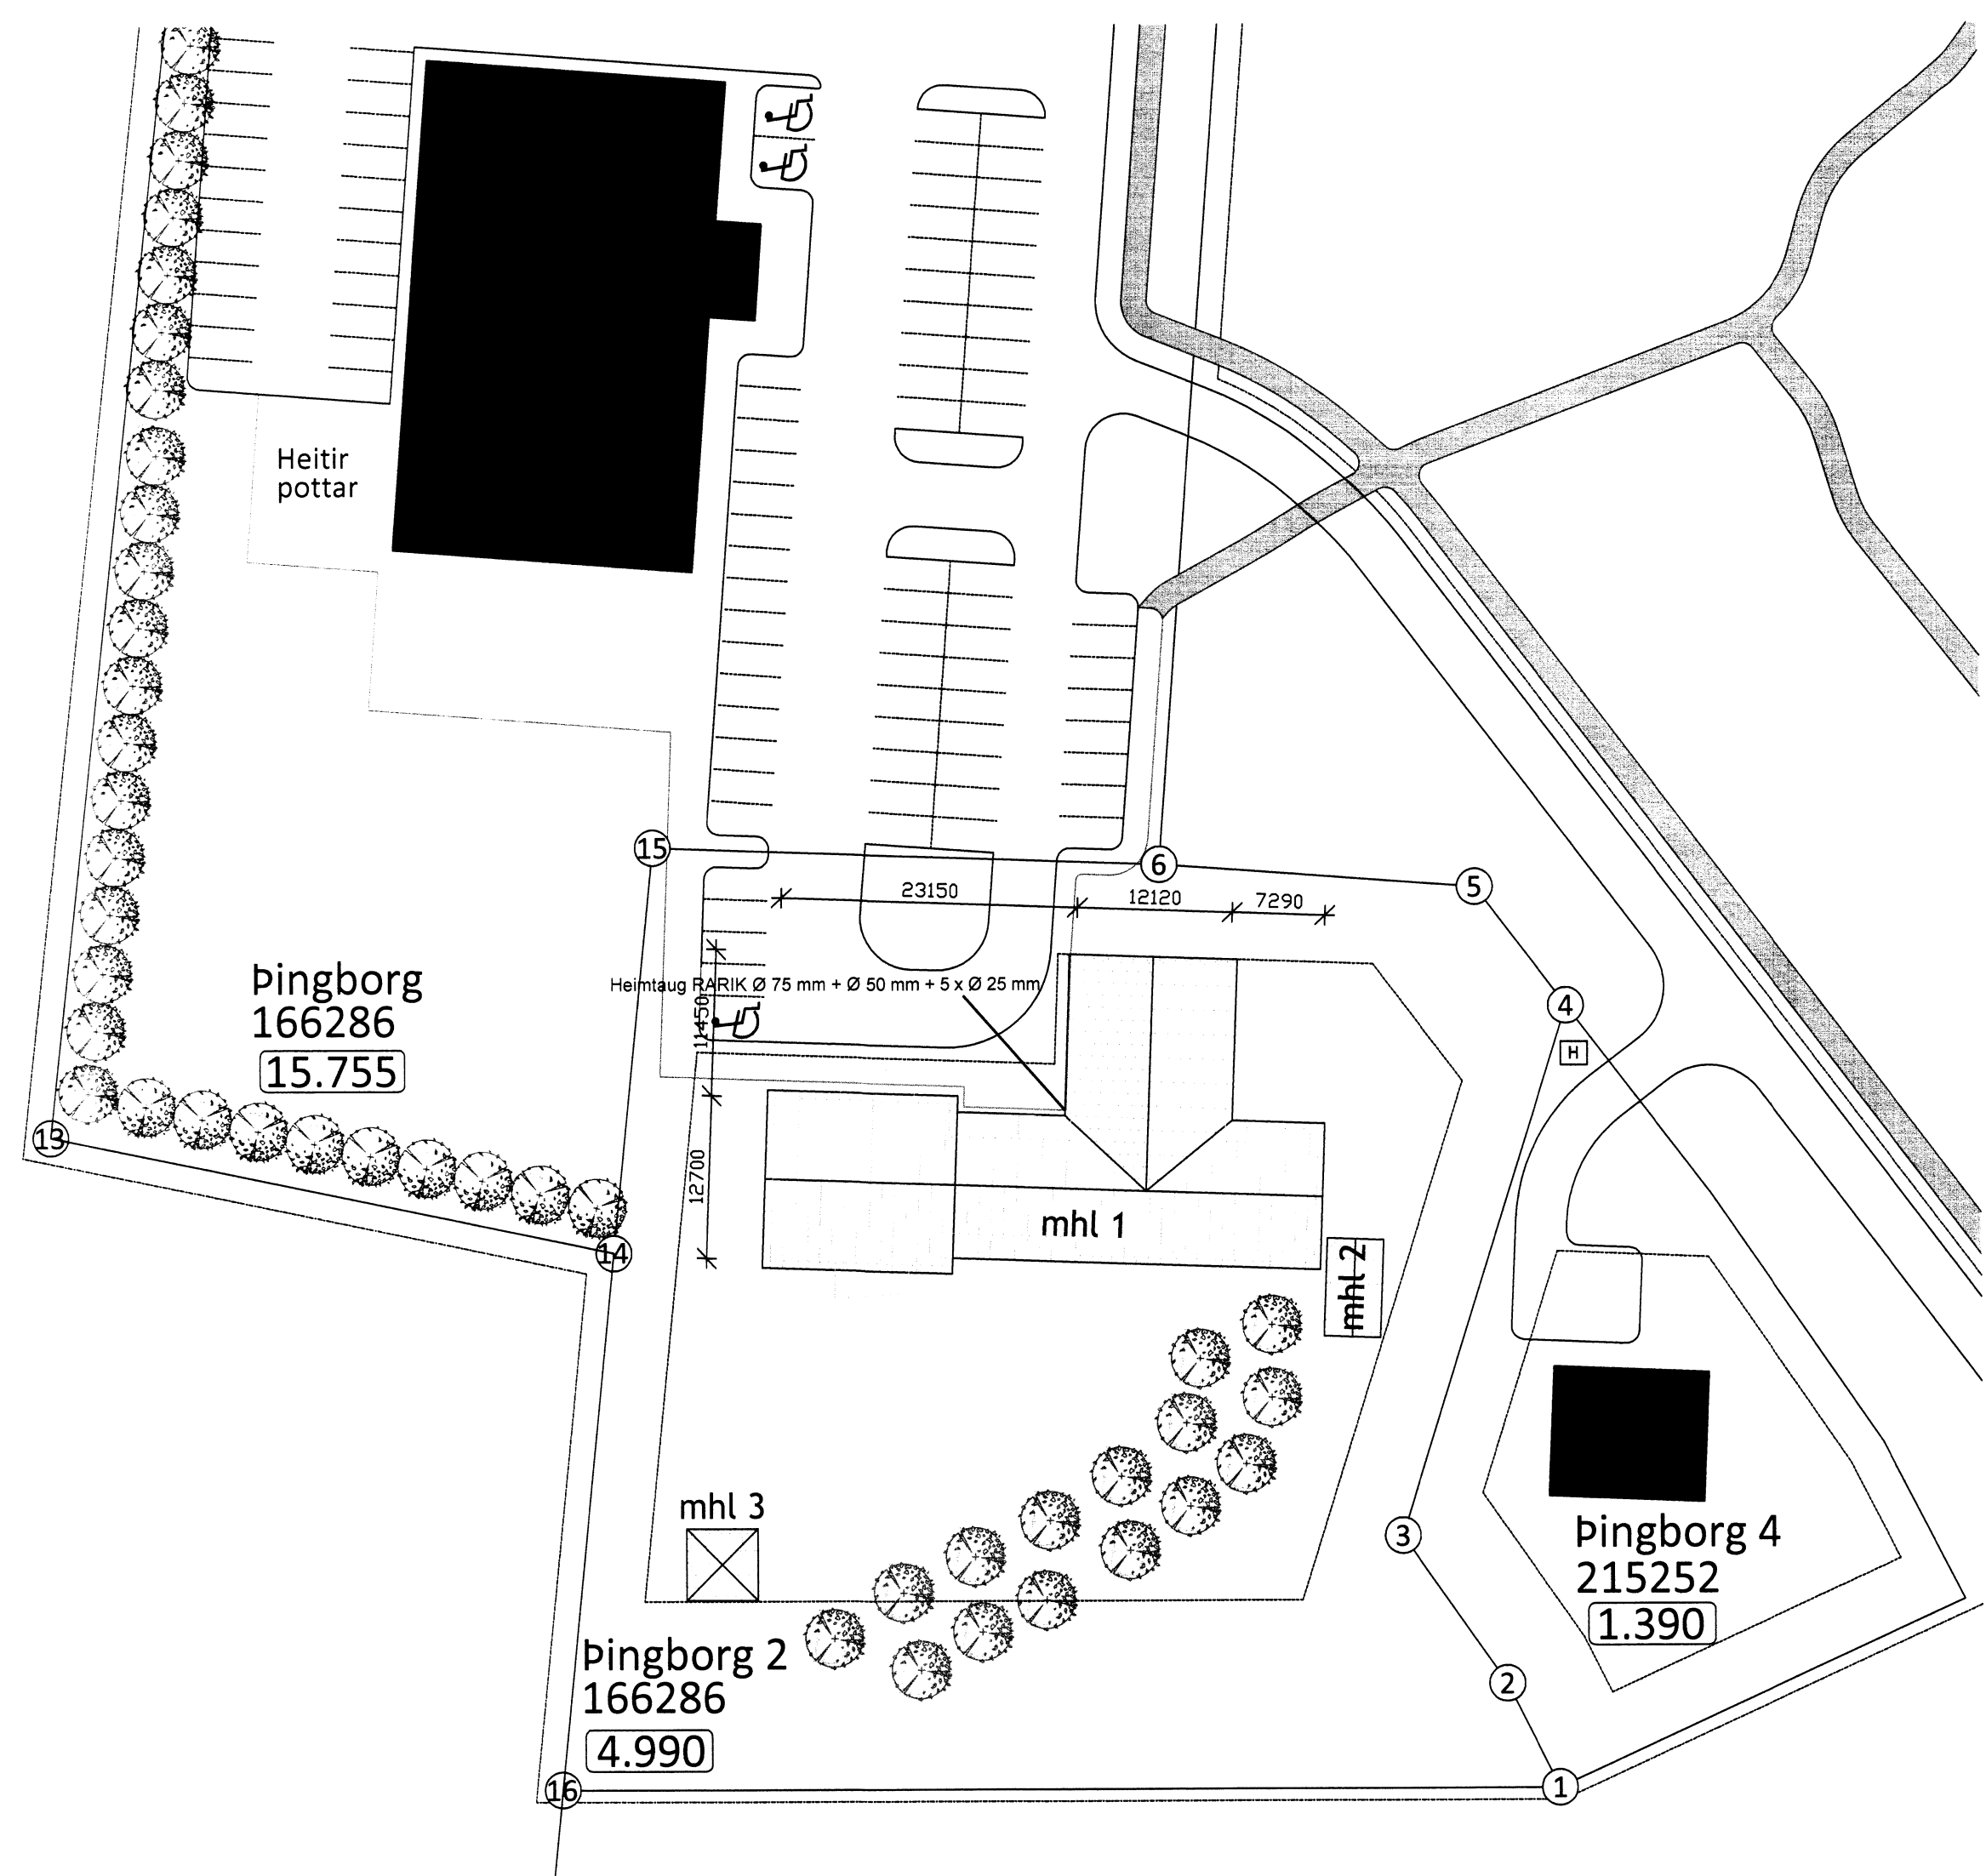 Heitir
pottar
15
6
5
23150
12120
7290
Heimtaug RARIK Ø 75 mm + Ø 50 mm + 5 x Ø 25 mm
11450
4
H
Þingborg
166286
15.755
13
14
12700
mhl 1
mhl 2
mhl 3
3
Þingborg 4
215252
1.390
Þingborg 2
166286
4.990
2
16
1